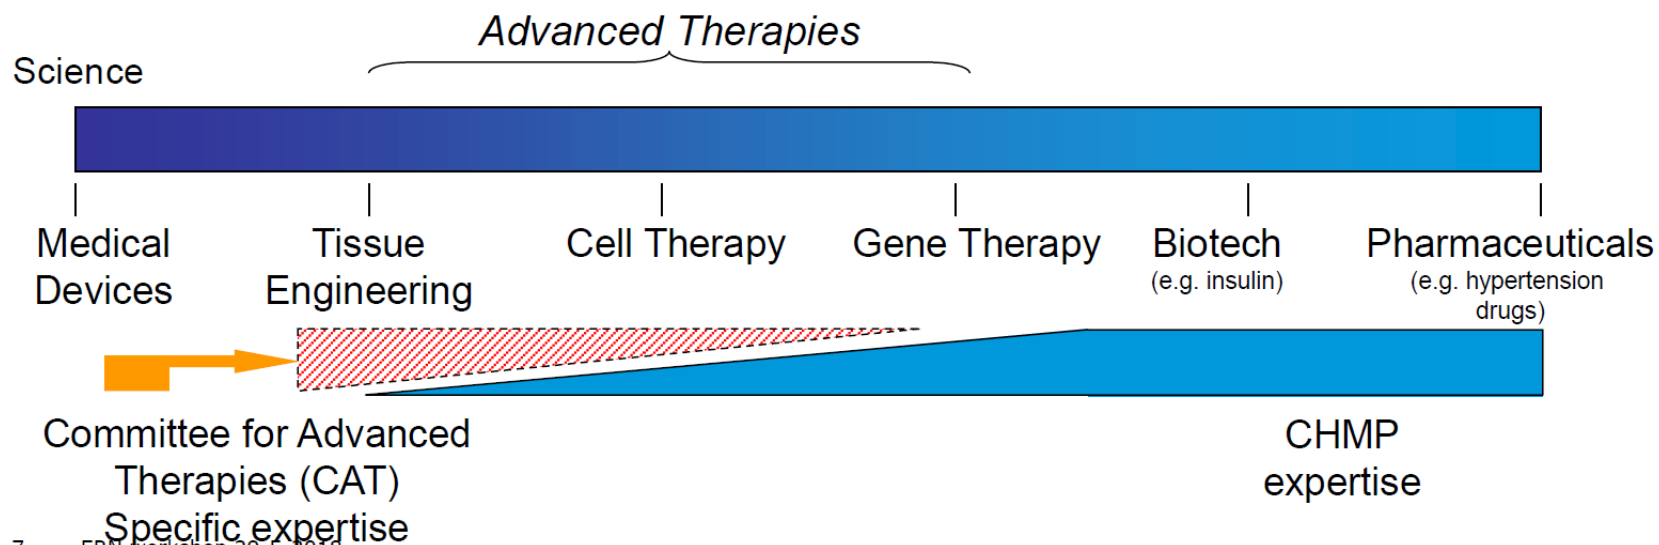 Advanced Therapies
Science
Medical
Devices
Tissue
Engineering
Cell Therapy
Gene Therapy
Biotech
(e.g. insulin)
Pharmaceuticals
(e.g. hypertension
drugs)
Committee for Advanced
Therapies (CAT)
Specific expertise
CHMP
expertise
7